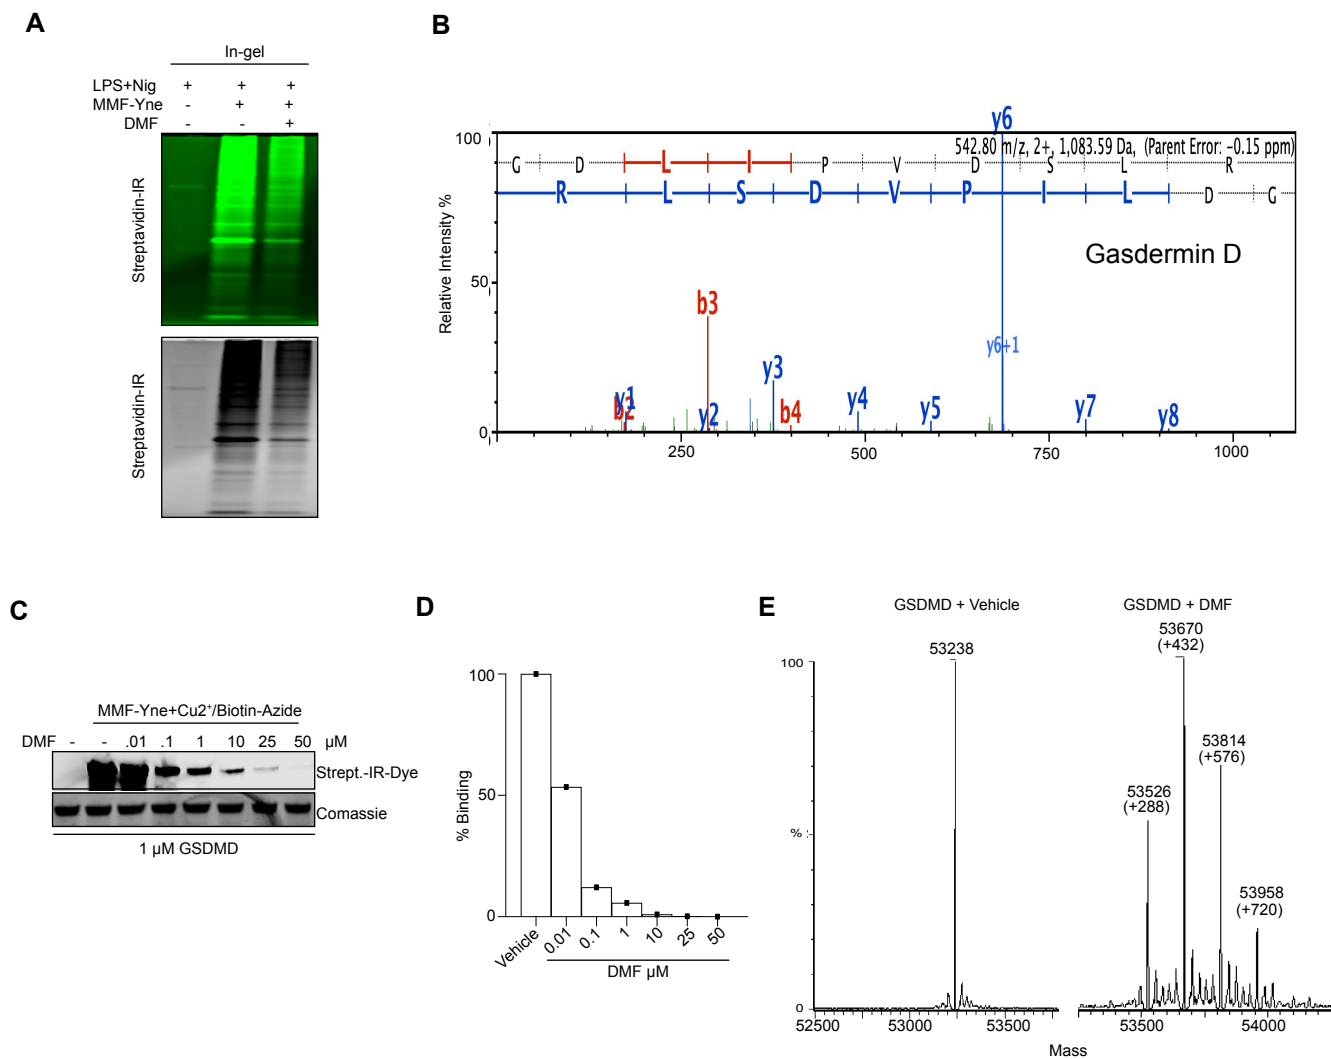 A
In-gel
LPS+Nig + + +
MMF-Yne - + +
DMF - - +
Streptavidin-IR
Streptavidin-IR
B
y6
542.80 m/z, 2+, 1,083.59 Da, (Parent Error: -0.15 ppm)
G D L I P V D S L R
R L S D V P I L D G
Gasdermin D
Relative Intensity %
100
50
0
b3
y6+1
y3
b2 y1 y2 b4 y4 y5 y7 y8
250 500 750 1000
C
MMF-Yne+Cu2⁺/Biotin-Azide
DMF - - .01 .1 1 10 25 50 µM
Strept.-IR-Dye
Comassie
1 µM GSDMD
D
% Binding
100
50
0
Vehicle 0.01 0.1 1 10 25 50
DMF µM
E
GSDMD + Vehicle
GSDMD + DMF
53238
53670
(+432)
53814
(+576)
53526
(+288)
53958
(+720)
100
%
0
52500 53000 53500
53500 54000
Mass